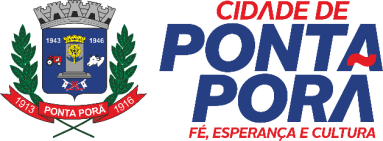 1943 1946
PONTA PORÃ
1913 1916
CIDADE DE
PONTA
PORÃ
FÉ, ESPERANÇA E CULTURA